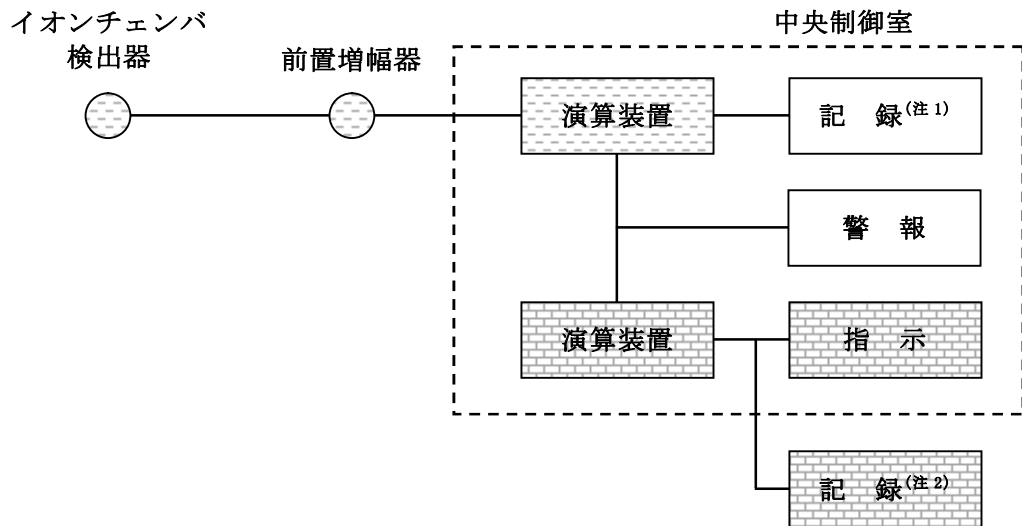 イオンチェンバ
検出器
前置増幅器
中央制御室
演算装置
記 録(注1)
警 報
演算装置
指 示
記 録(注2)